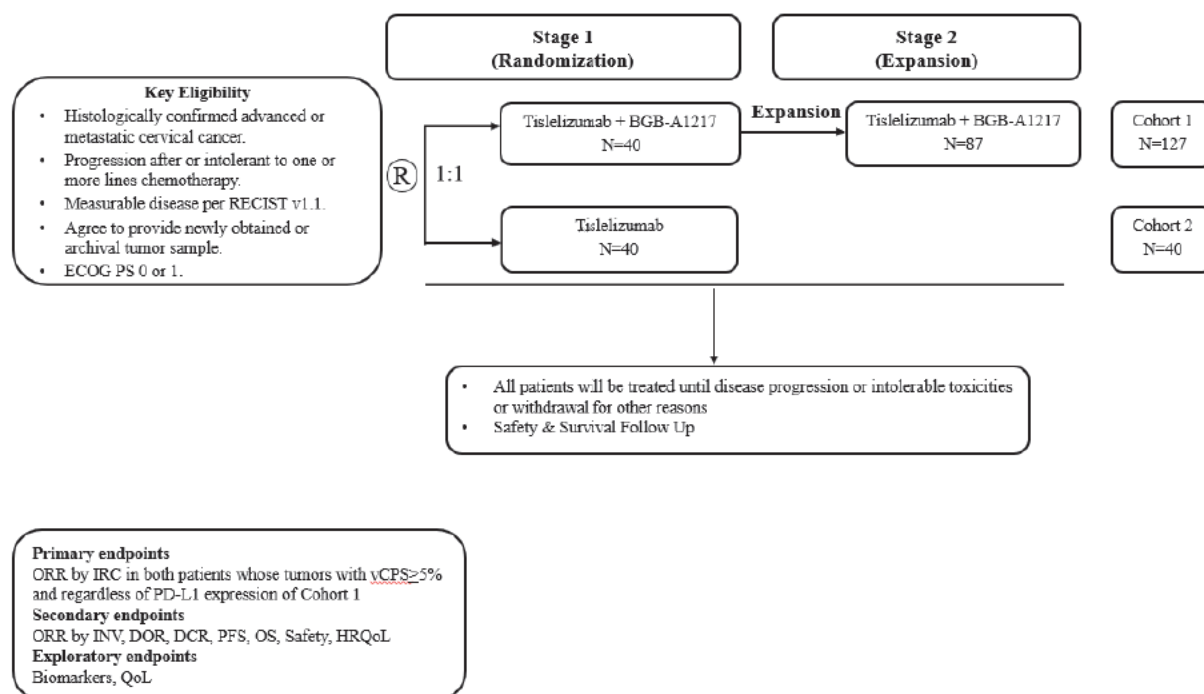 Stage 1
(Randomization)
Stage 2
(Expansion)
Key Eligibility
• Histologically confirmed advanced or
metastatic cervical cancer.
• Progression after or intolerant to one or
more lines chemotherapy.
• Measurable disease per RECIST v1.1.
• Agree to provide newly obtained or
archival tumor sample.
• ECOG PS 0 or 1.
R
1:1
Tislelizumab + BGB-A1217
N=40
Expansion
Tislelizumab + BGB-A1217
N=87
Cohort 1
N=127
Tislelizumab
N=40
Cohort 2
N=40
• All patients will be treated until disease progression or intolerable toxicities
or withdrawal for other reasons
• Safety & Survival Follow Up
Primary endpoints
ORR by IRC in both patients whose tumors with vCPS≥5%
and regardless of PD-L1 expression of Cohort 1
Secondary endpoints
ORR by INV, DOR, DCR, PFS, OS, Safety, HRQoL
Exploratory endpoints
Biomarkers, QoL